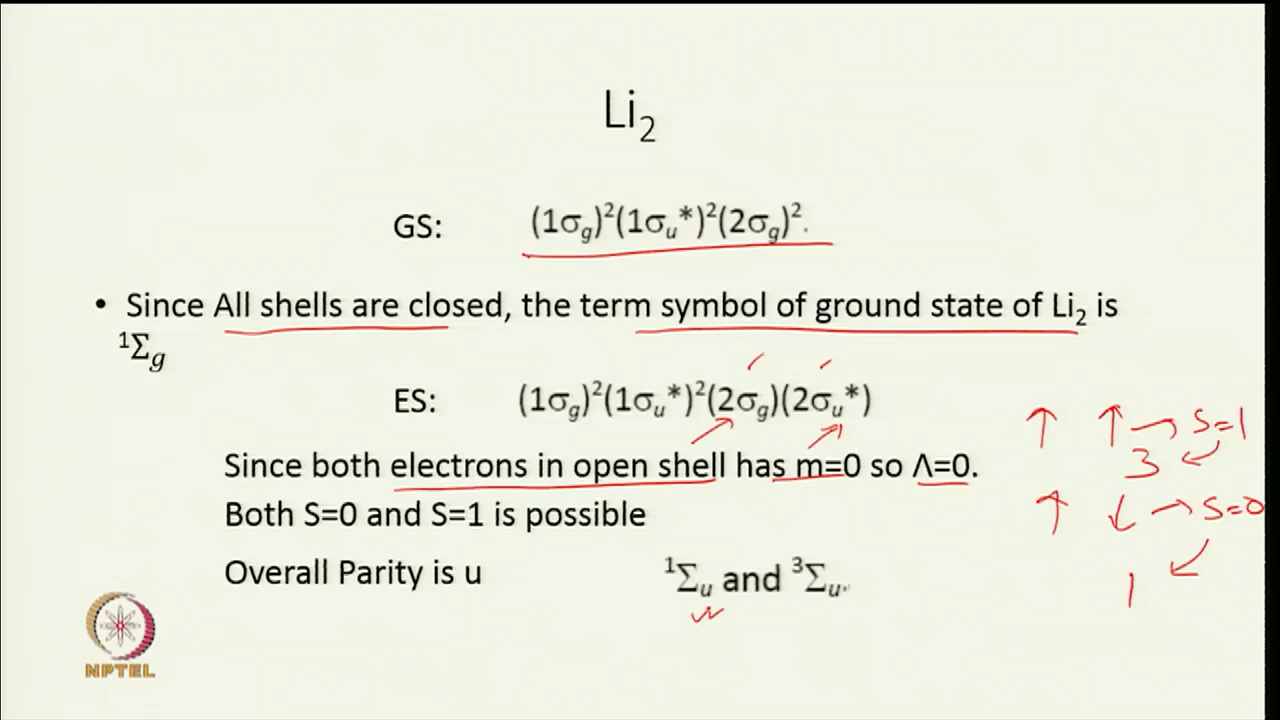 Li₂
GS: (1σg)²(1σu*)²(2σg)².
• Since All shells are closed, the term symbol of ground state of Li₂ is
¹Σg
ES: (1σg)²(1σu*)²(2σg)(2σu*)
↑ ↑ → S=1
Since both electrons in open shell has m=0 so Λ=0.
3
Both S=0 and S=1 is possible
↑ ↓ → S=0
Overall Parity is u ¹Σu and ³Σu.
1
NPTEL